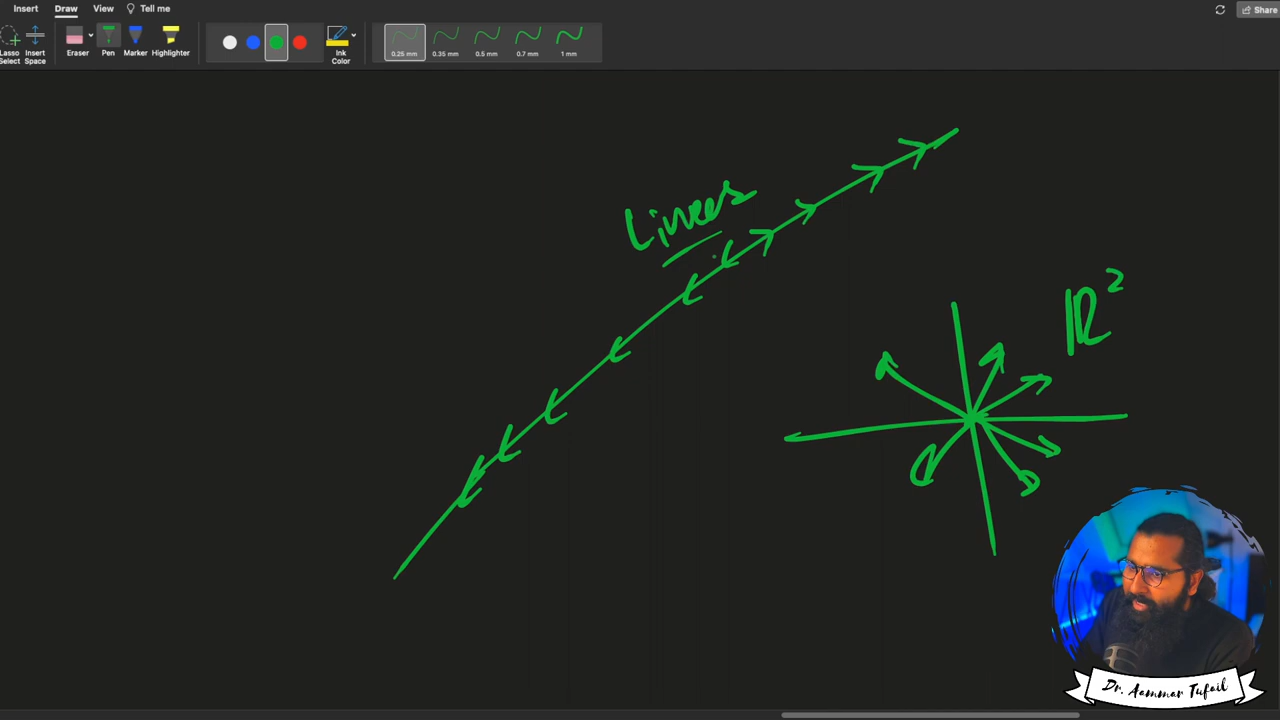 Insert Draw View Tell me
Share
Lasso Select
Insert Space
Eraser
Pen
Marker
Highlighter
Ink Color
0.25 mm
0.35 mm
0.5 mm
0.7 mm
1 mm
ℝ²
Dr. Aammar Tufail